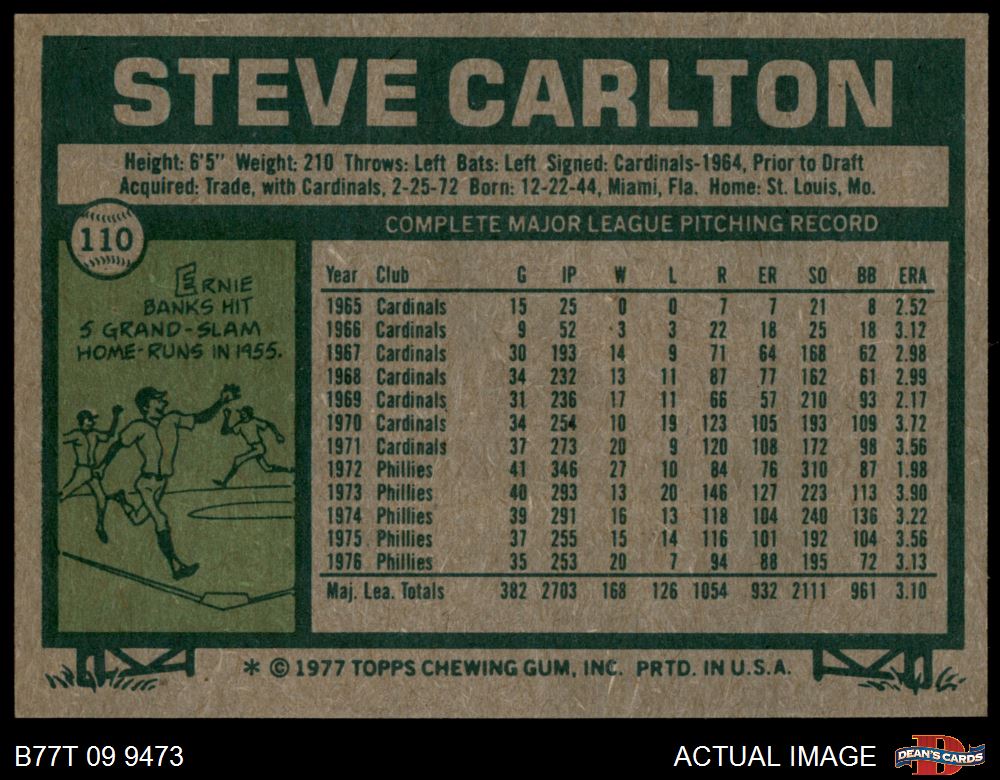 STEVE CARLTON
Height: 6'5" Weight: 210 Throws: Left Bats: Left Signed: Cardinals-1964, Prior to Draft
Acquired: Trade, with Cardinals, 2-25-72 Born: 12-22-44, Miami, Fla. Home: St. Louis, Mo.
110
COMPLETE MAJOR LEAGUE PITCHING RECORD
ERNIE
BANKS HIT
5 GRAND-SLAM
HOME-RUNS IN 1955.
Year Club G IP W L R ER SO BB ERA
1965 Cardinals 15 25 0 0 7 7 21 8 2.52
1966 Cardinals 9 52 3 3 22 18 25 18 3.12
1967 Cardinals 30 193 14 9 71 64 168 62 2.98
1968 Cardinals 34 232 13 11 87 77 162 61 2.99
1969 Cardinals 31 236 17 11 66 57 210 93 2.17
1970 Cardinals 34 254 10 19 123 105 193 109 3.72
1971 Cardinals 37 273 20 9 120 108 172 98 3.56
1972 Phillies 41 346 27 10 84 76 310 87 1.98
1973 Phillies 40 293 13 20 146 127 223 113 3.90
1974 Phillies 39 291 16 13 118 104 240 136 3.22
1975 Phillies 37 255 15 14 116 101 192 104 3.56
1976 Phillies 35 253 20 7 94 88 195 72 3.13
Maj. Lea. Totals 382 2703 168 126 1054 932 2111 961 3.10
* © 1977 TOPPS CHEWING GUM, INC. PRTD. IN U.S.A.
B77T 09 9473
ACTUAL IMAGE
D
DEAN'S CARDS